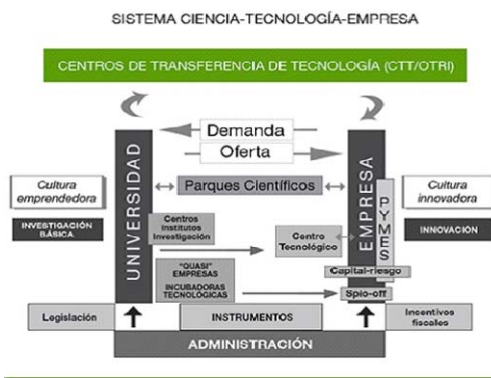 SISTEMA CIENCIA-TECNOLOGÍA-EMPRESA
CENTROS DE TRANSFERENCIA DE TECNOLOGÍA (CTT/OTRI)
Demanda
Oferta
UNIVERSIDAD
EMPRESA
PYMES
Parques Científicos
Cultura
emprendedora
Cultura
innovadora
INVESTIGACIÓN
BÁSICA.
INNOVACIÓN
Centros
Institutos
Investigación
Centro
Tecnológico
"QUASI"
EMPRESAS
INCUBADORAS
TECNOLÓGICAS
Capital-riesgo
Spio-off
Legislación
INSTRUMENTOS
Incentivos
fiscales
ADMINISTRACIÓN